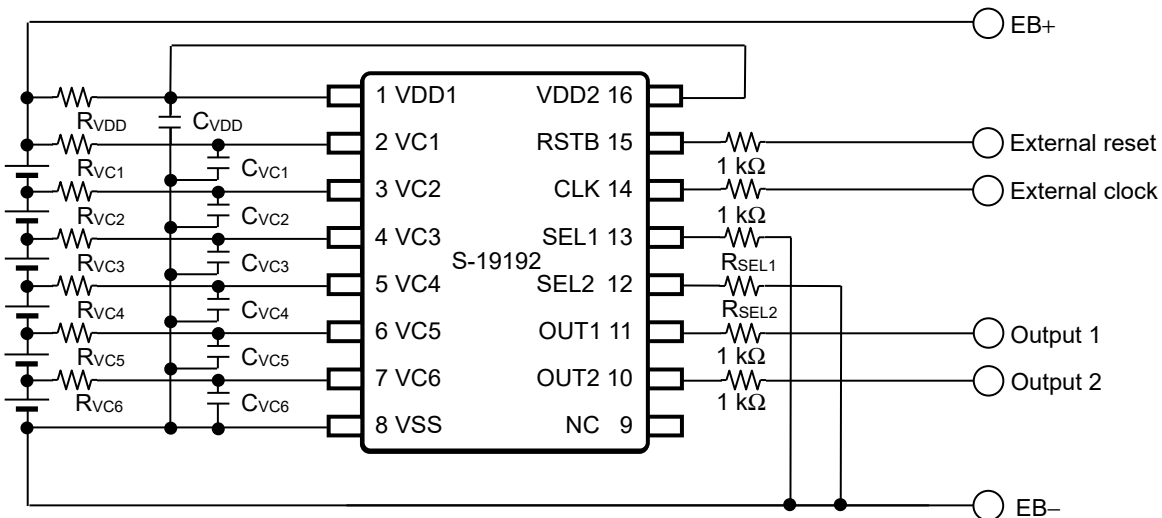 EB+
1 VDD1
VDD2 16
RVDD
CVDD
2 VC1
RSTB 15
External reset
RVC1
CVC1
1 kΩ
3 VC2
CLK 14
External clock
RVC2
CVC2
1 kΩ
4 VC3
SEL1 13
RVC3
CVC3
S-19192
RSEL1
5 VC4
SEL2 12
RVC4
CVC4
RSEL2
6 VC5
OUT1 11
Output 1
RVC5
CVC5
1 kΩ
7 VC6
OUT2 10
Output 2
RVC6
CVC6
1 kΩ
8 VSS
NC 9
EB−